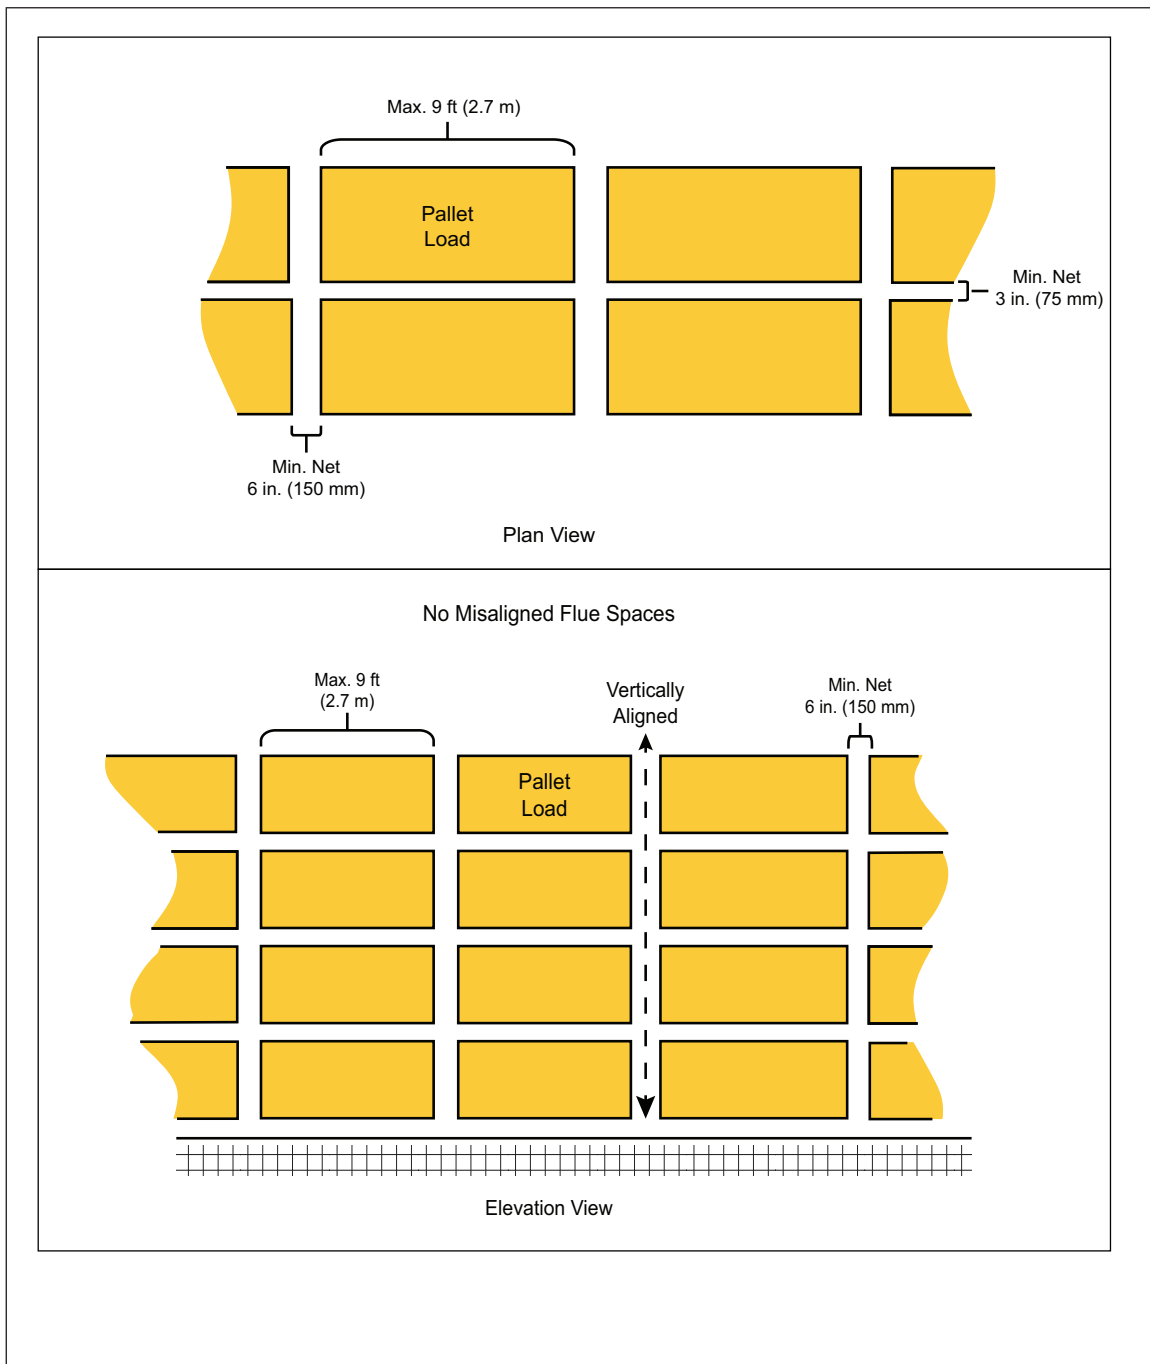 Max. 9 ft (2.7 m)
Pallet
Load
Min. Net
3 in. (75 mm)
Min. Net
6 in. (150 mm)
Plan View
No Misaligned Flue Spaces
Max. 9 ft
(2.7 m)
Vertically
Aligned
Min. Net
6 in. (150 mm)
Pallet
Load
Elevation View